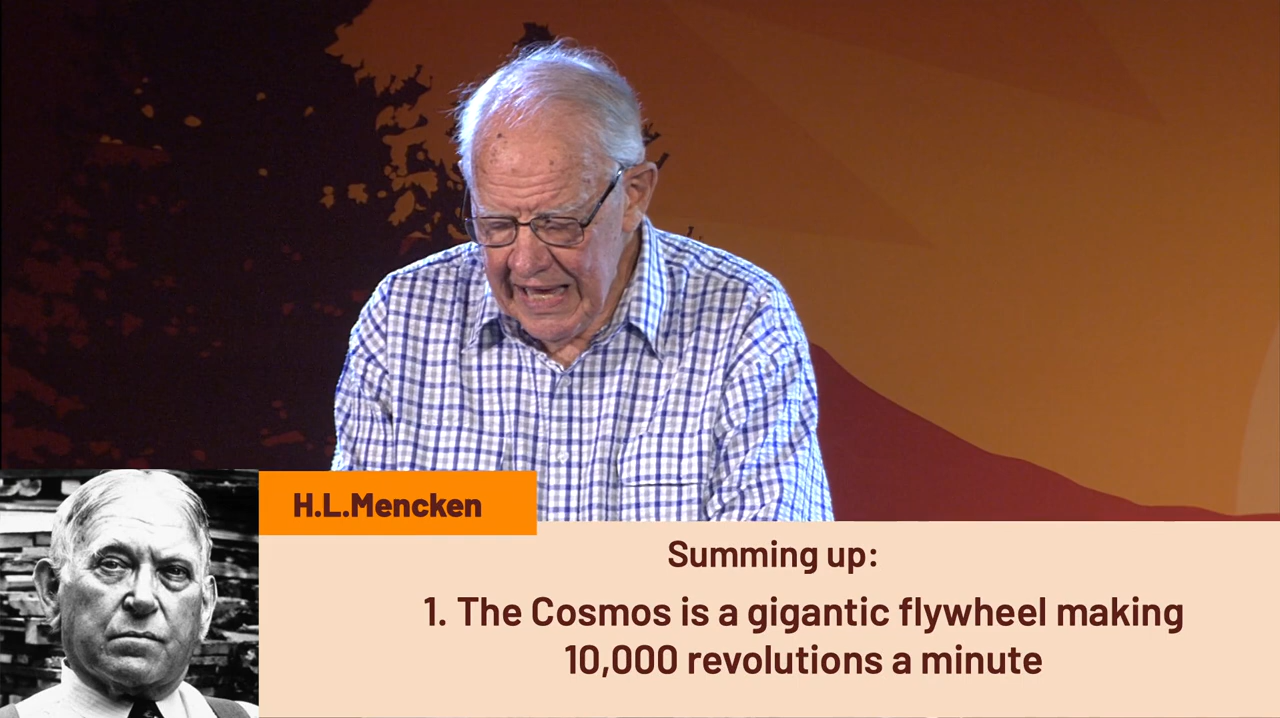 H.L.Mencken
Summing up:
1. The Cosmos is a gigantic flywheel making
10,000 revolutions a minute